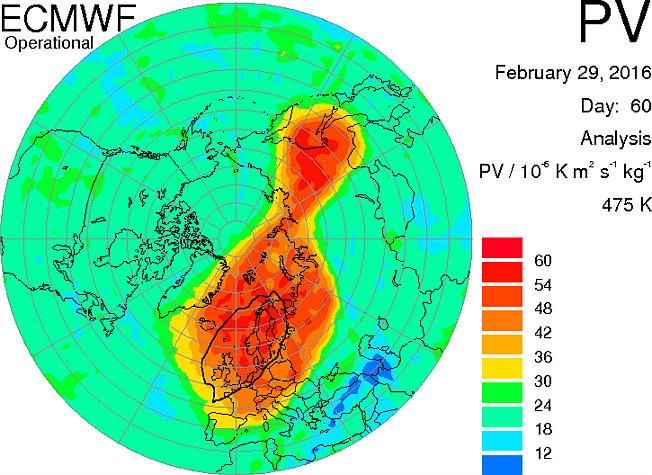 ECMWF
Operational
PV
February 29, 2016
Day: 60
Analysis
PV / 10⁻⁶ K m² s⁻¹ kg⁻¹
475 K
60
54
48
42
36
30
24
18
12